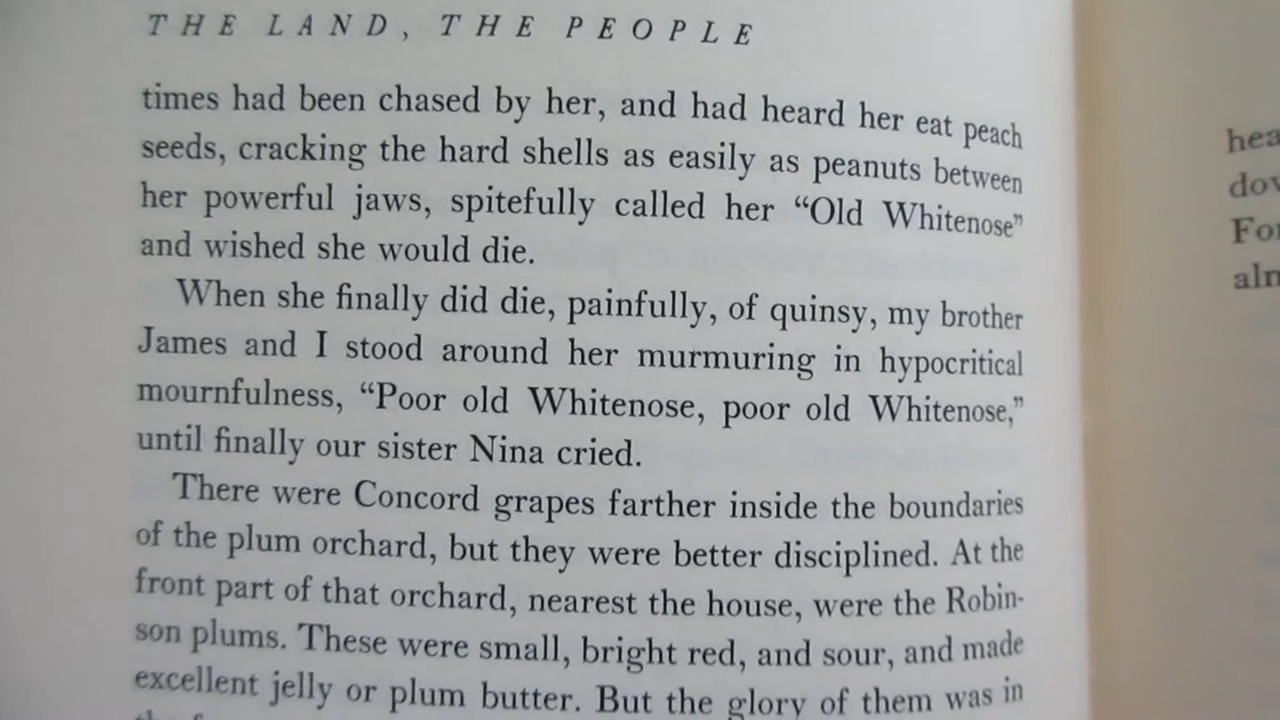 THE LAND, THE PEOPLE
times had been chased by her, and had heard her eat peach
seeds, cracking the hard shells as easily as peanuts between
her powerful jaws, spitefully called her “Old Whitenose”
and wished she would die.
When she finally did die, painfully, of quinsy, my brother
James and I stood around her murmuring in hypocritical
mournfulness, “Poor old Whitenose, poor old Whitenose,”
until finally our sister Nina cried.
There were Concord grapes farther inside the boundaries
of the plum orchard, but they were better disciplined. At the
front part of that orchard, nearest the house, were the Robin-
son plums. These were small, bright red, and sour, and made
excellent jelly or plum butter. But the glory of them was in